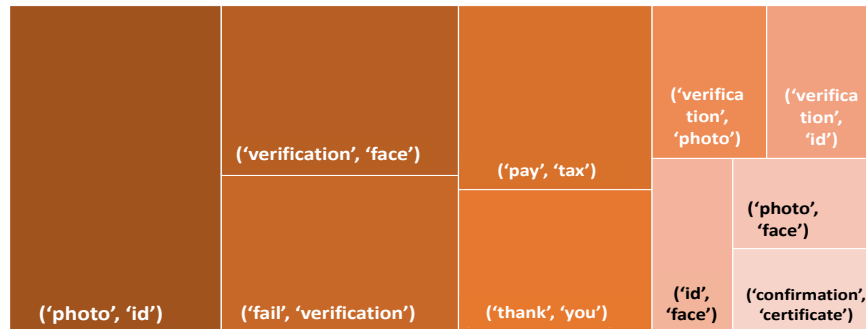 (‘photo’, ‘id’)
(‘verification’, ‘face’)
(‘fail’, ‘verification’)
(‘pay’, ‘tax’)
(‘thank’, ‘you’)
(‘verifica
tion’,
‘photo’)
(‘verifica
tion’,
‘id’)
(‘id’,
‘face’)
(‘photo’,
‘face’)
(‘confirmation’,
‘certificate’)